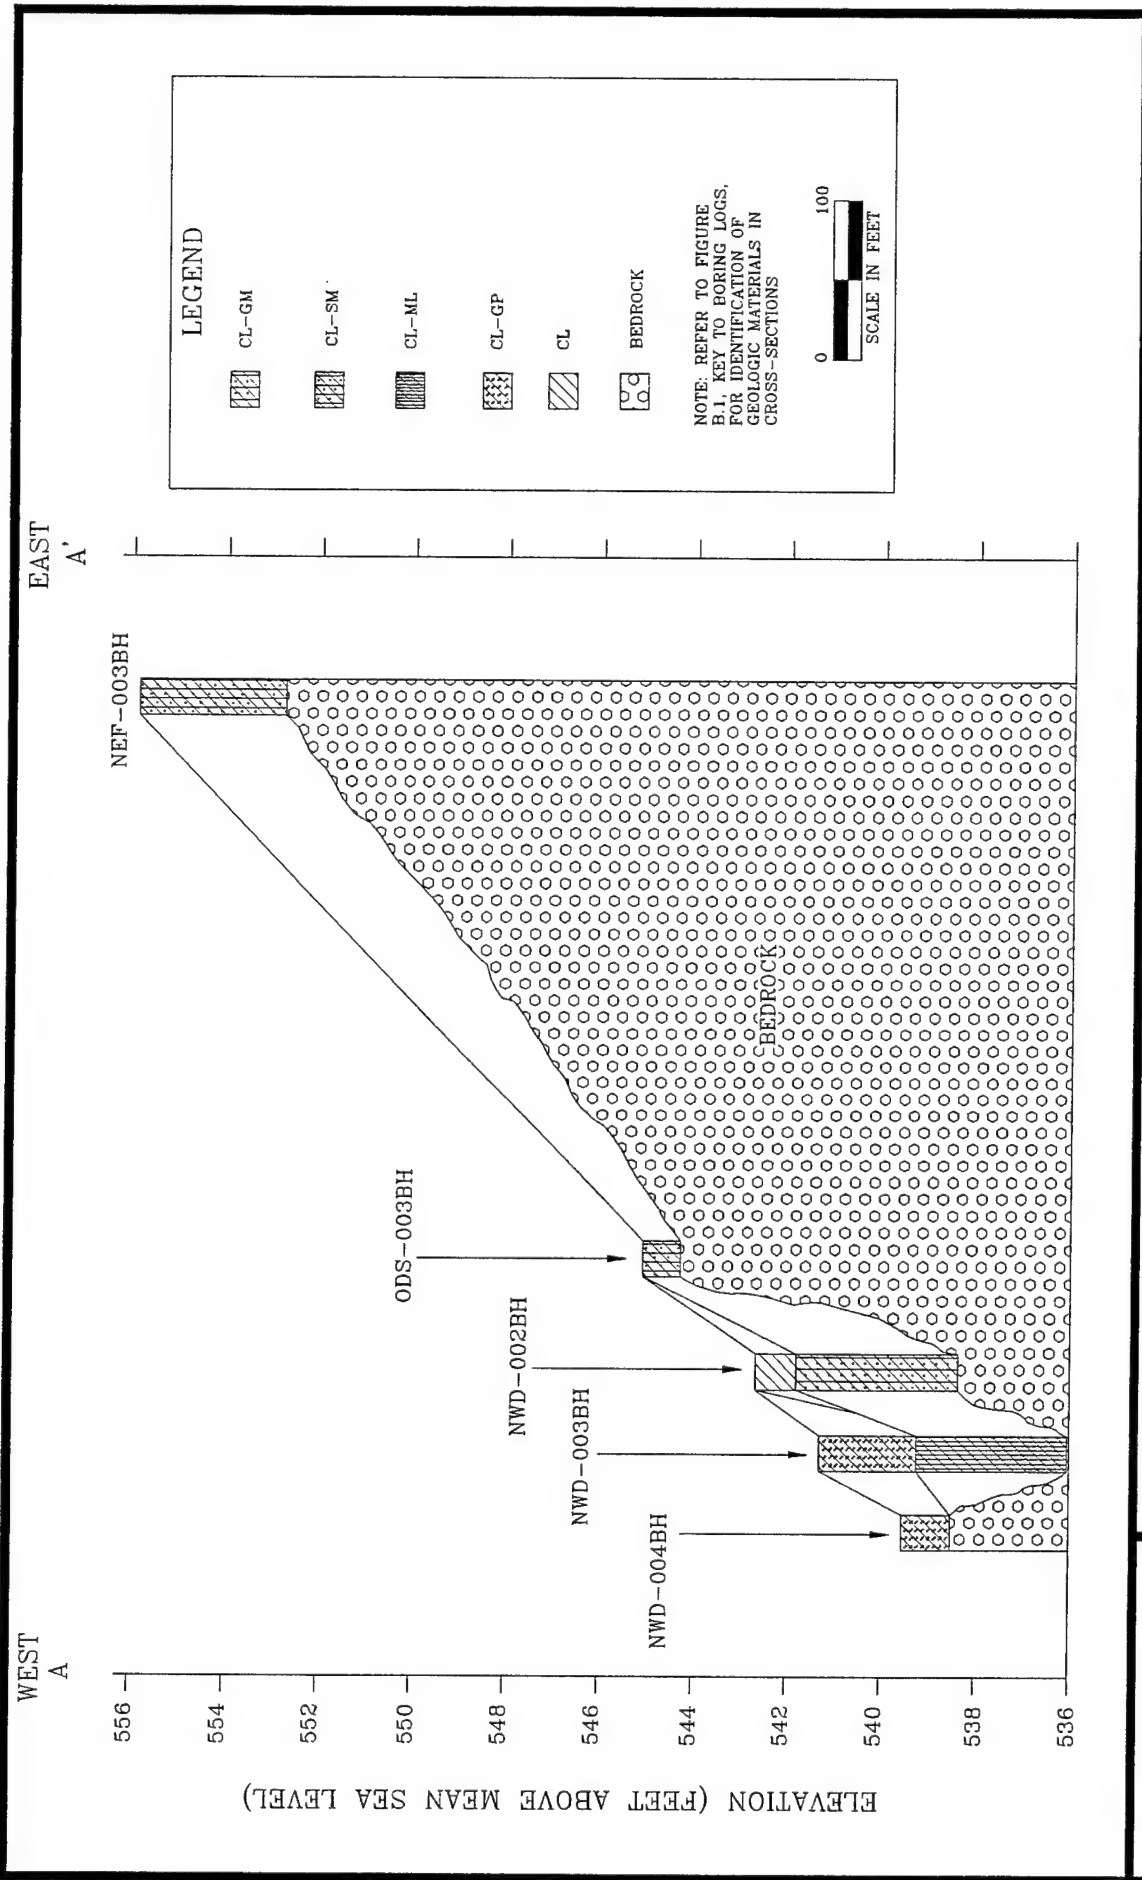 WEST
A
EAST
A'
ELEVATION (FEET ABOVE MEAN SEA LEVEL)
556
554
552
550
548
546
544
542
540
538
536
NWD-004BH
NWD-003BH
NWD-002BH
ODS-003BH
NEF-003BH
BEDROCK
LEGEND
CL-GM
CL-SM
CL-ML
CL-GP
CL
BEDROCK
NOTE: REFER TO FIGURE
B.1, KEY TO BORING LOGS,
FOR IDENTIFICATION OF
GEOLOGIC MATERIALS IN
CROSS-SECTIONS
0 100
SCALE IN FEET